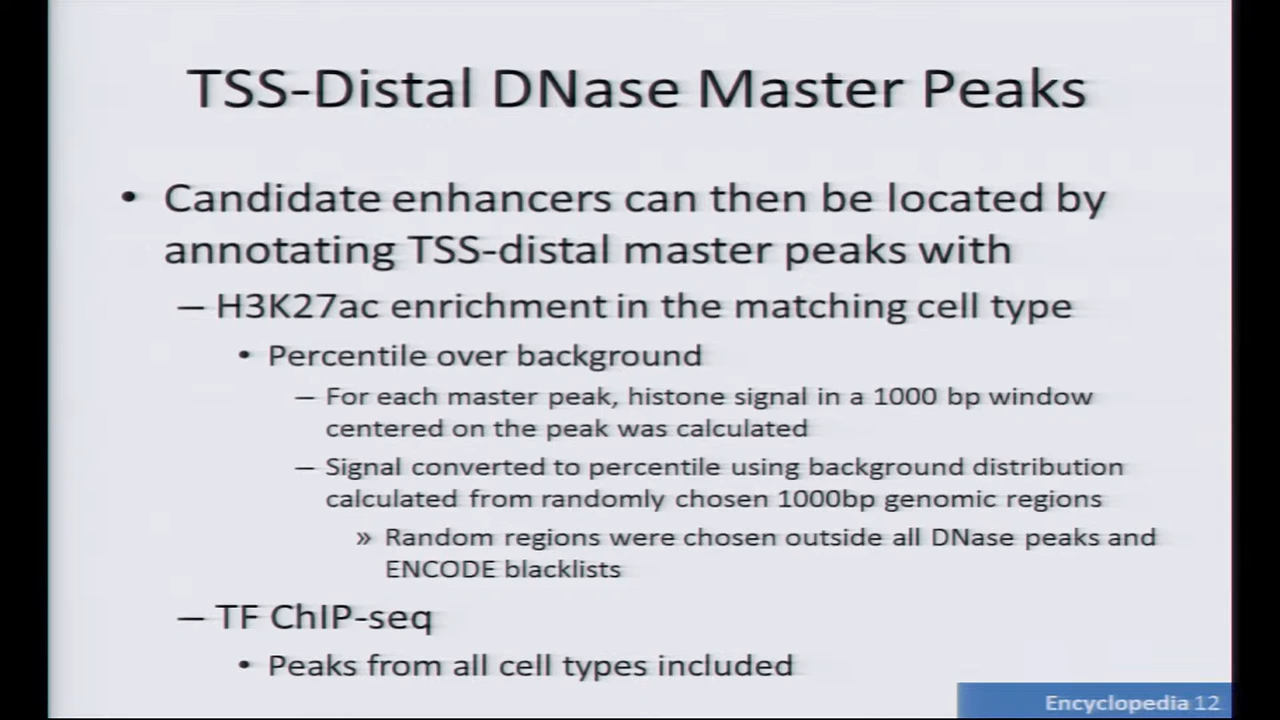 TSS-Distal DNase Master Peaks
• Candidate enhancers can then be located by
annotating TSS-distal master peaks with
– H3K27ac enrichment in the matching cell type
• Percentile over background
– For each master peak, histone signal in a 1000 bp window
centered on the peak was calculated
– Signal converted to percentile using background distribution
calculated from randomly chosen 1000bp genomic regions
» Random regions were chosen outside all DNase peaks and
ENCODE blacklists
– TF ChIP-seq
• Peaks from all cell types included
Encyclopedia 12